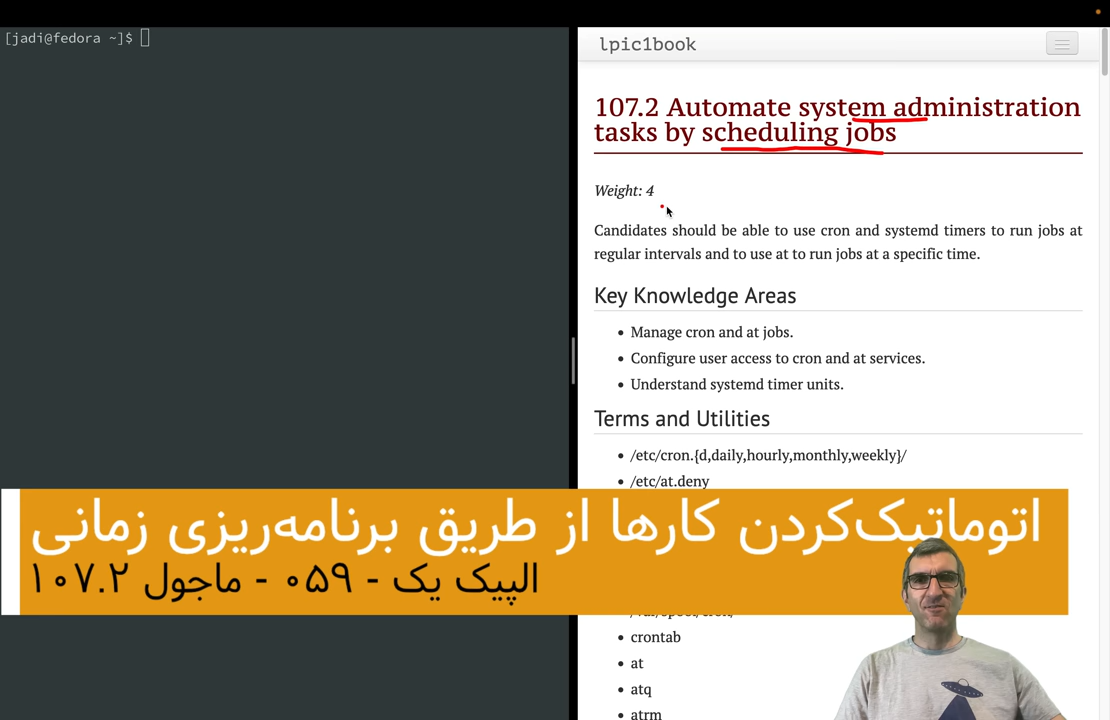 [jadi@fedora ~]$
lpic1book
107.2 Automate system administration
tasks by scheduling jobs
Weight: 4
Candidates should be able to use cron and systemd timers to run jobs at
regular intervals and to use at to run jobs at a specific time.
Key Knowledge Areas
• Manage cron and at jobs.
• Configure user access to cron and at services.
• Understand systemd timer units.
Terms and Utilities
• /etc/cron.{d,daily,hourly,monthly,weekly}/
• /etc/at.deny
اتوماتیک‌کردن کارها از طریق برنامه‌ریزی زمانی
الپیک یک - ۰۵۹ - ماجول ۱۰۷.۲
• crontab
• at
• atq
• atrm